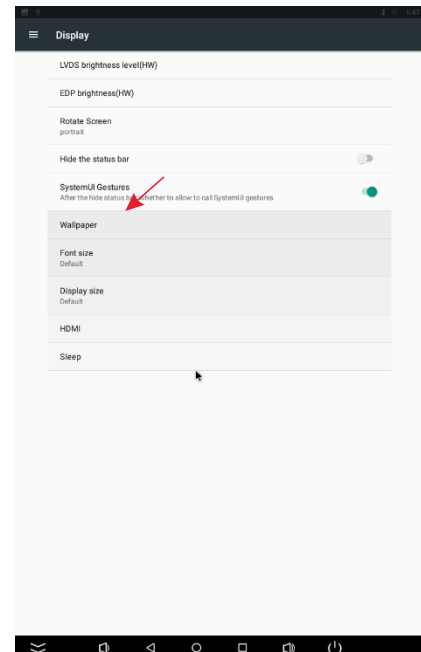 1:47
Display
LVDS brightness level(HW)
EDP brightness(HW)
Rotate Screen
portrait
Hide the status bar
SystemUI Gestures
After the hide status bar, whether to allow to call SystemUI gestures
Wallpaper
Font size
Default
Display size
Default
HDMI
Sleep